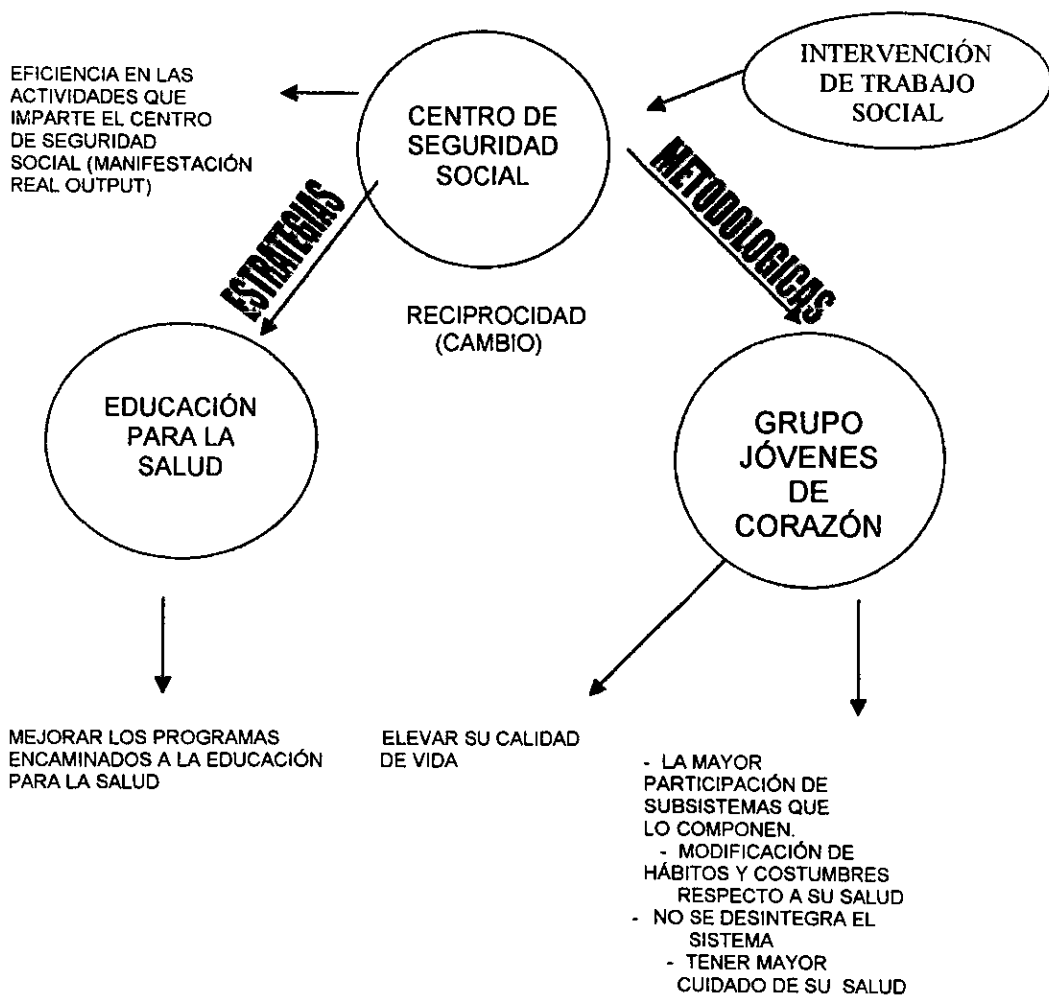 EFICIENCIA EN LAS
ACTIVIDADES QUE
IMPARTE EL CENTRO
DE SEGURIDAD
SOCIAL (MANIFESTACIÓN
REAL OUTPUT)
CENTRO DE
SEGURIDAD
SOCIAL
INTERVENCIÓN
DE TRABAJO
SOCIAL
ESTRATEGIAS
METODOLOGICAS
RECIPROCIDAD
(CAMBIO)
EDUCACIÓN
PARA LA
SALUD
GRUPO
JÓVENES
DE
CORAZÓN
MEJORAR LOS PROGRAMAS
ENCAMINADOS A LA EDUCACIÓN
PARA LA SALUD
ELEVAR SU CALIDAD
DE VIDA
- LA MAYOR
PARTICIPACIÓN DE
SUBSISTEMAS QUE
LO COMPONEN.
- MODIFICACIÓN DE
HÁBITOS Y COSTUMBRES
RESPECTO A SU SALUD
- NO SE DESINTEGRA EL
SISTEMA
- TENER MAYOR
CUIDADO DE SU SALUD